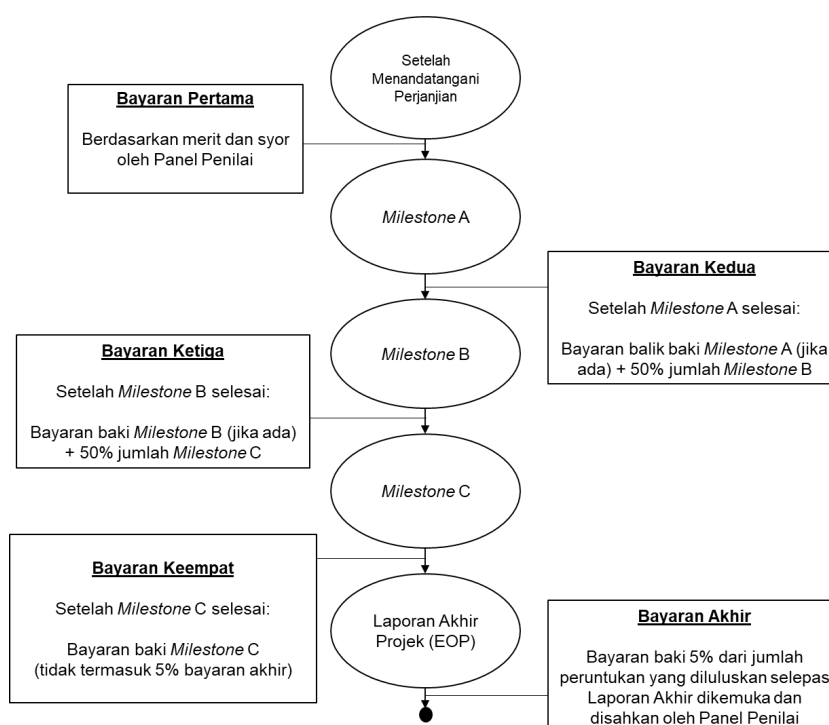 Setelah
Menandatangani
Perjanjian
Bayaran Pertama
Berdasarkan merit dan syor
oleh Panel Penilai
Milestone A
Bayaran Kedua
Setelah Milestone A selesai:
Bayaran balik baki Milestone A (jika
ada) + 50% jumlah Milestone B
Milestone B
Bayaran Ketiga
Setelah Milestone B selesai:
Bayaran baki Milestone B (jika ada)
+ 50% jumlah Milestone C
Milestone C
Bayaran Keempat
Setelah Milestone C selesai:
Bayaran baki Milestone C
(tidak termasuk 5% bayaran akhir)
Laporan Akhir
Projek (EOP)
Bayaran Akhir
Bayaran baki 5% dari jumlah
peruntukan yang diluluskan selepas
Laporan Akhir dikemuka dan
disahkan oleh Panel Penilai